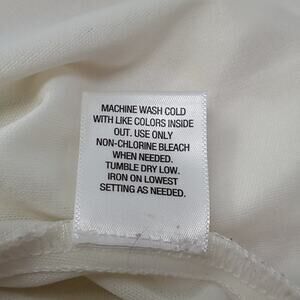 MACHINE WASH COLD
WITH LIKE COLORS INSIDE
OUT. USE ONLY
NON-CHLORINE BLEACH
WHEN NEEDED.
TUMBLE DRY LOW.
IRON ON LOWEST
SETTING AS NEEDED.